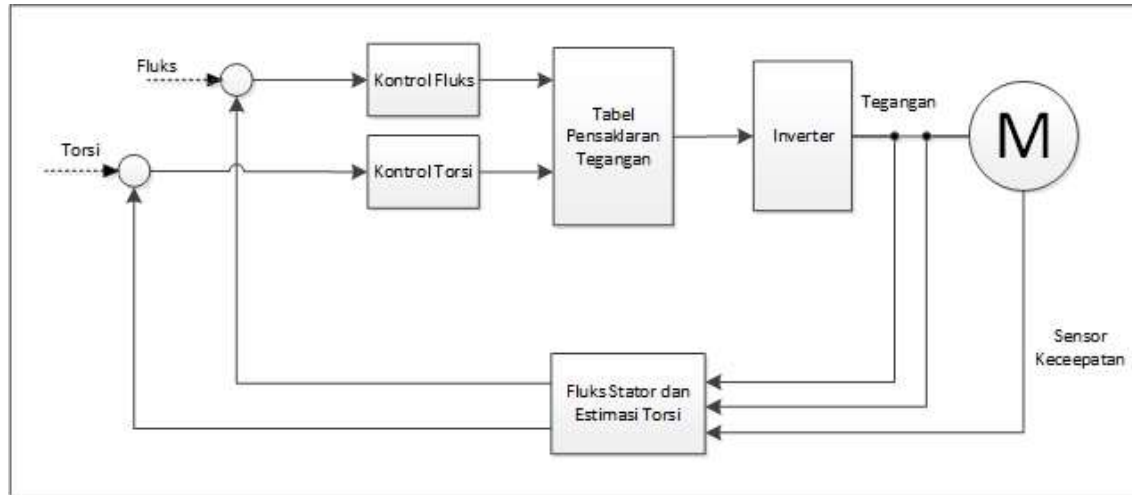 Fluks
Kontrol Fluks
Tegangan
Tabel
Pensaklaran
Tegangan
Inverter
M
Torsi
Kontrol Torsi
Sensor
Keceepatan
Fluks Stator dan
Estimasi Torsi